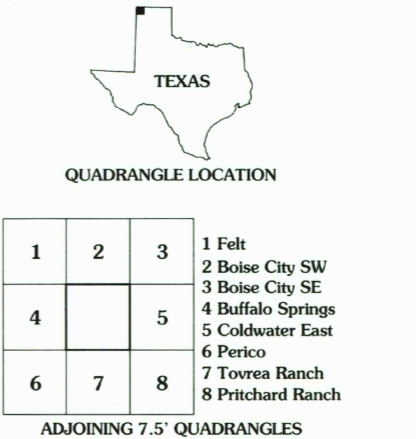 TEXAS
QUADRANGLE LOCATION
1 2 3
4 5
6 7 8
1 Felt
2 Boise City SW
3 Boise City SE
4 Buffalo Springs
5 Coldwater East
6 Perico
7 Tovrea Ranch
8 Pritchard Ranch
ADJOINING 7.5' QUADRANGLES